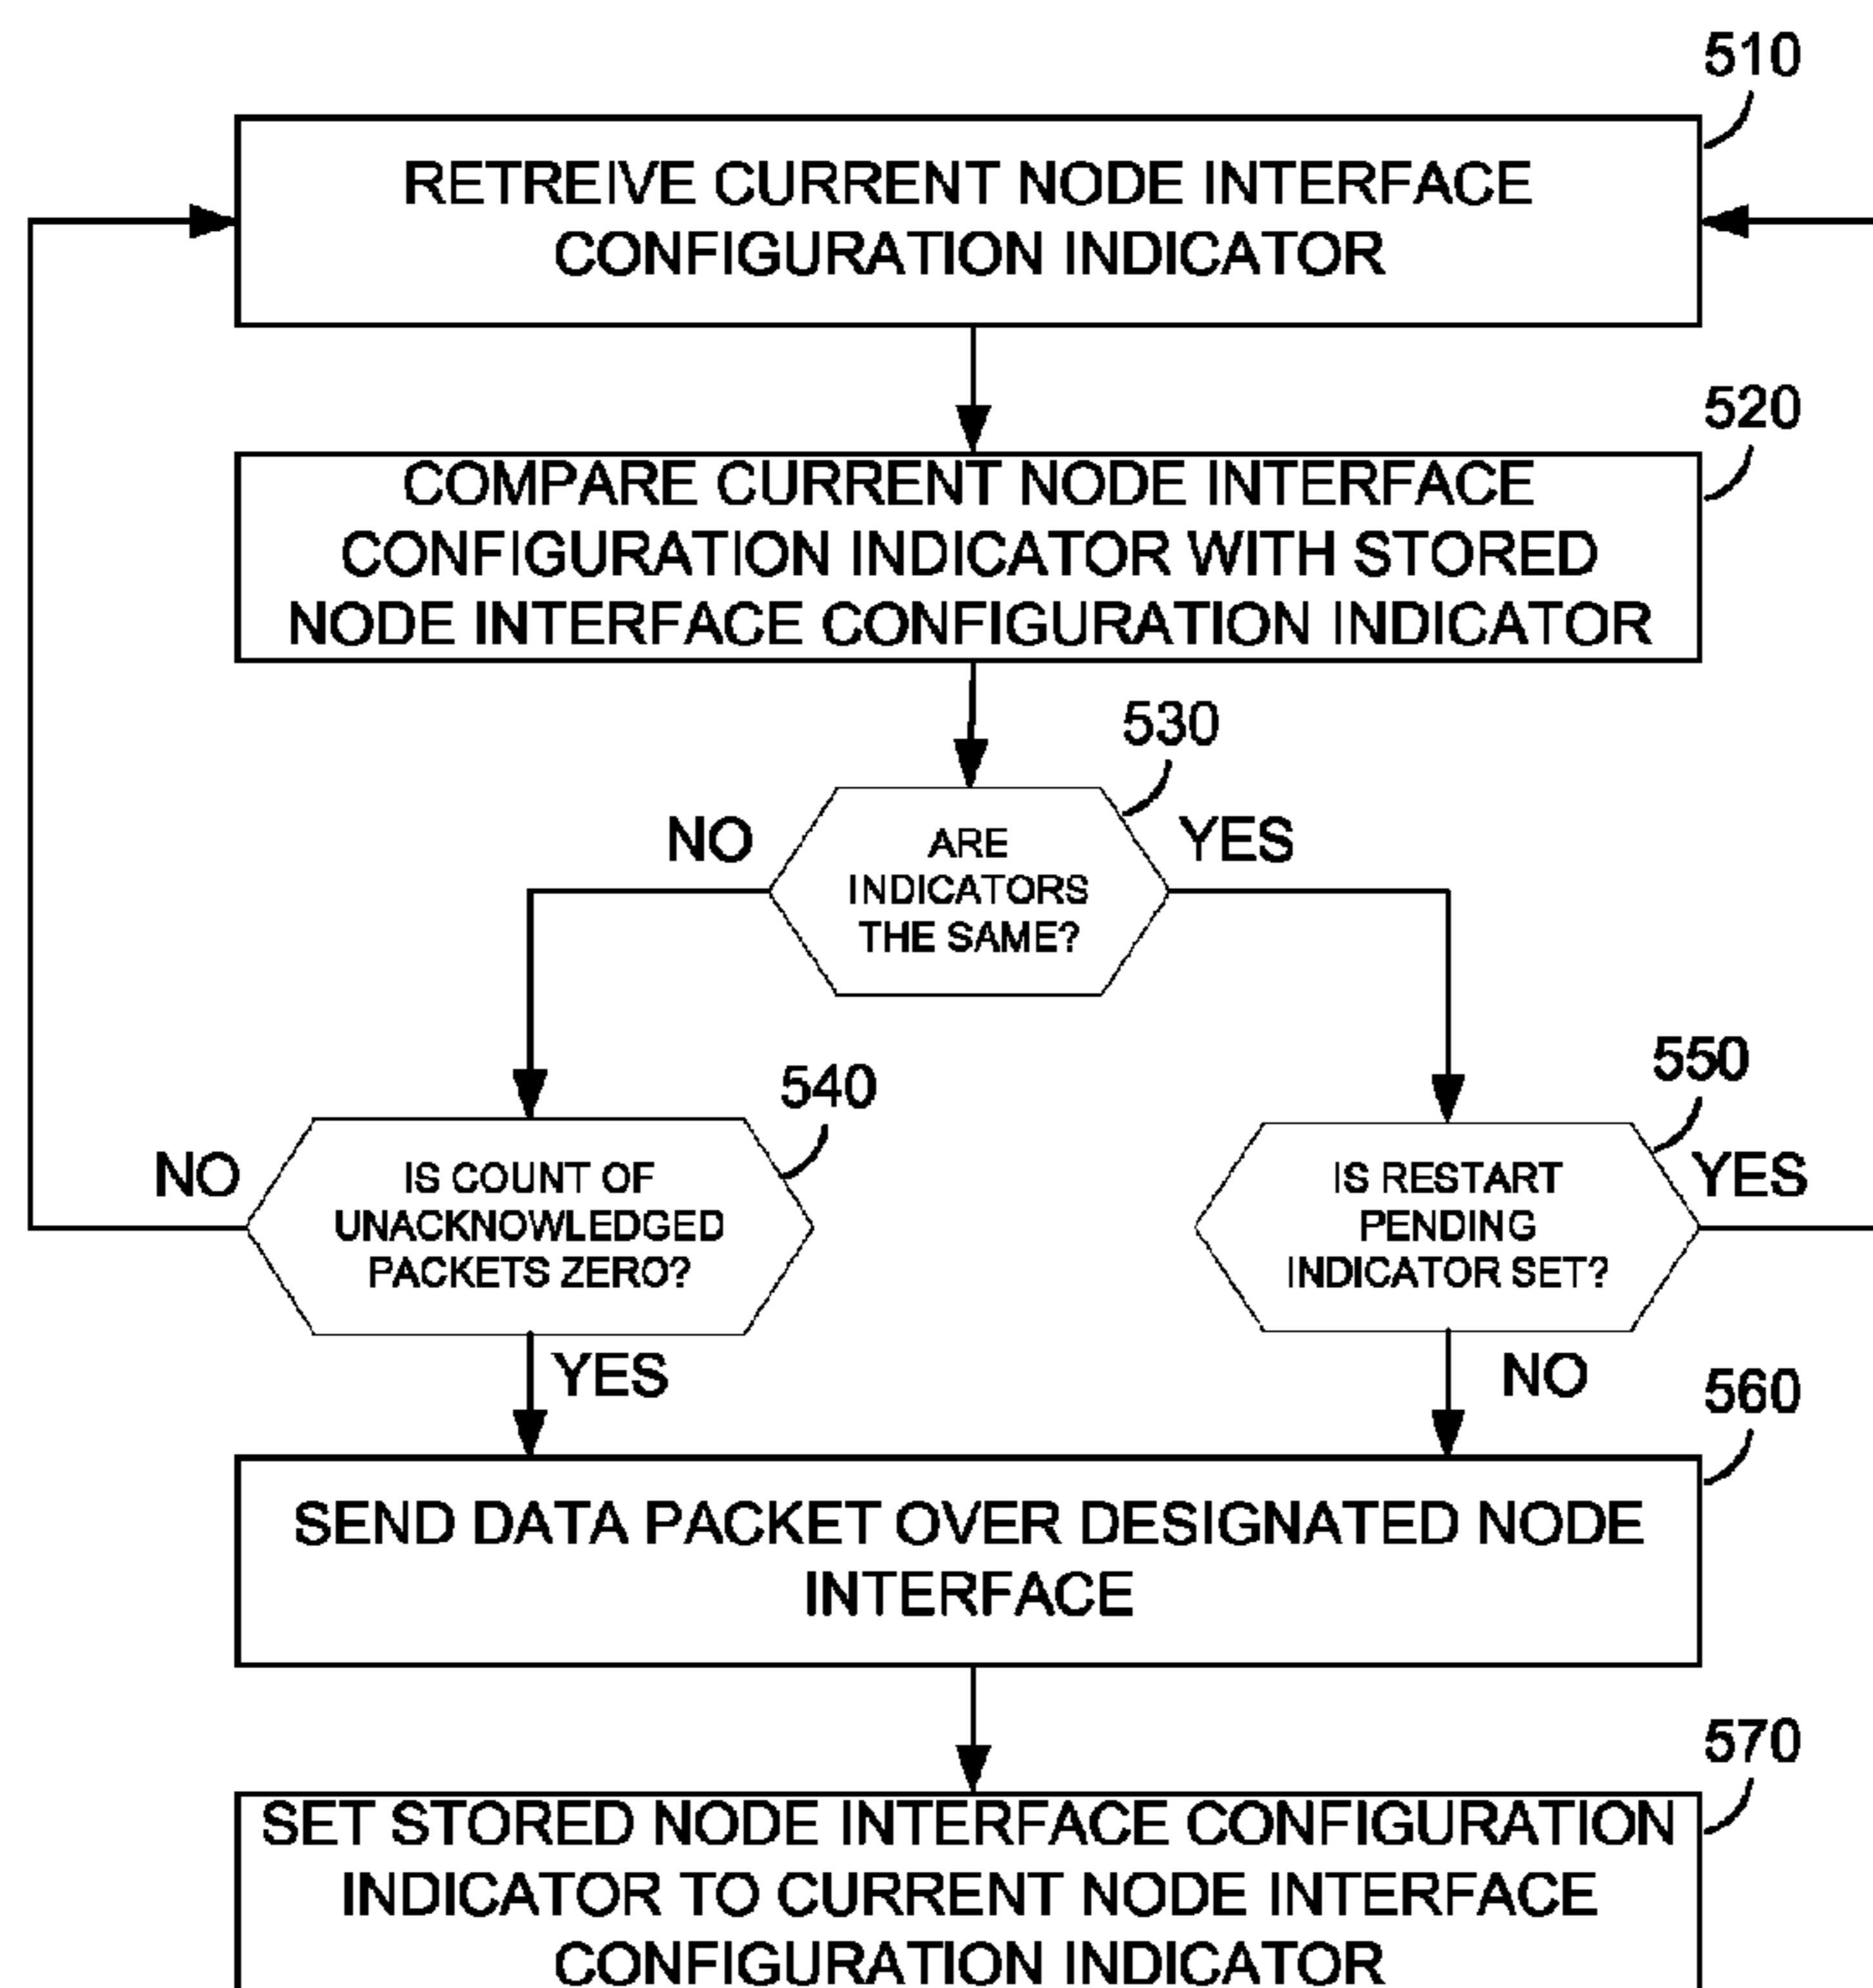 510
RETREIVE CURRENT NODE INTERFACE
CONFIGURATION INDICATOR
520
COMPARE CURRENT NODE INTERFACE
CONFIGURATION INDICATOR WITH STORED
NODE INTERFACE CONFIGURATION INDICATOR
530
NO
YES
ARE
INDICATORS
THE SAME?
540
550
NO
IS COUNT OF
UNACKNOWLEDGED
PACKETS ZERO?
IS RESTART
PENDING
INDICATOR SET?
YES
YES
NO
560
SEND DATA PACKET OVER DESIGNATED NODE
INTERFACE
570
SET STORED NODE INTERFACE CONFIGURATION
INDICATOR TO CURRENT NODE INTERFACE
CONFIGURATION INDICATOR